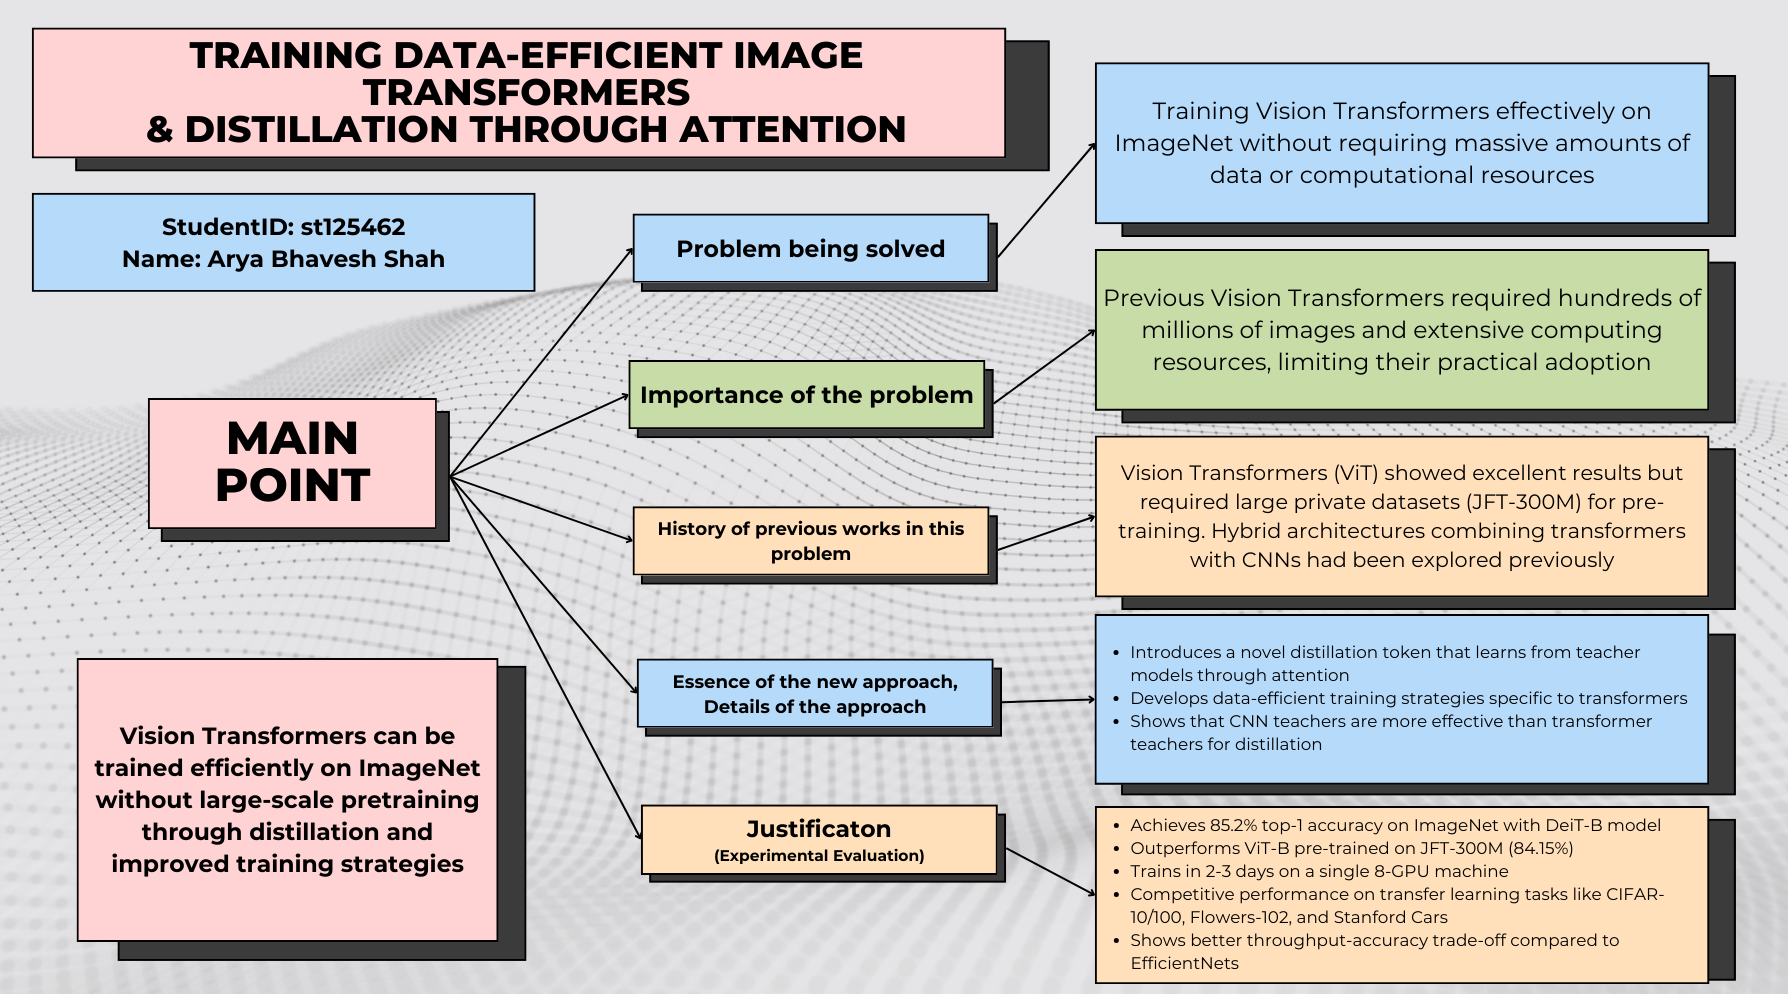 TRAINING DATA-EFFICIENT IMAGE
TRANSFORMERS
& DISTILLATION THROUGH ATTENTION
StudentID: st125462
Name: Arya Bhavesh Shah
MAIN
POINT
Vision Transformers can be
trained efficiently on ImageNet
without large-scale pretraining
through distillation and
improved training strategies
Problem being solved
Training Vision Transformers effectively on
ImageNet without requiring massive amounts of
data or computational resources
Importance of the problem
Previous Vision Transformers required hundreds of
millions of images and extensive computing
resources, limiting their practical adoption
History of previous works in this
problem
Vision Transformers (ViT) showed excellent results but
required large private datasets (JFT-300M) for pre-
training. Hybrid architectures combining transformers
with CNNs had been explored previously
Essence of the new approach,
Details of the approach
• Introduces a novel distillation token that learns from teacher
models through attention
• Develops data-efficient training strategies specific to transformers
• Shows that CNN teachers are more effective than transformer
teachers for distillation
Justificaton
(Experimental Evaluation)
• Achieves 85.2% top-1 accuracy on ImageNet with DeiT-B model
• Outperforms ViT-B pre-trained on JFT-300M (84.15%)
• Trains in 2-3 days on a single 8-GPU machine
• Competitive performance on transfer learning tasks like CIFAR-
10/100, Flowers-102, and Stanford Cars
• Shows better throughput-accuracy trade-off compared to
EfficientNets